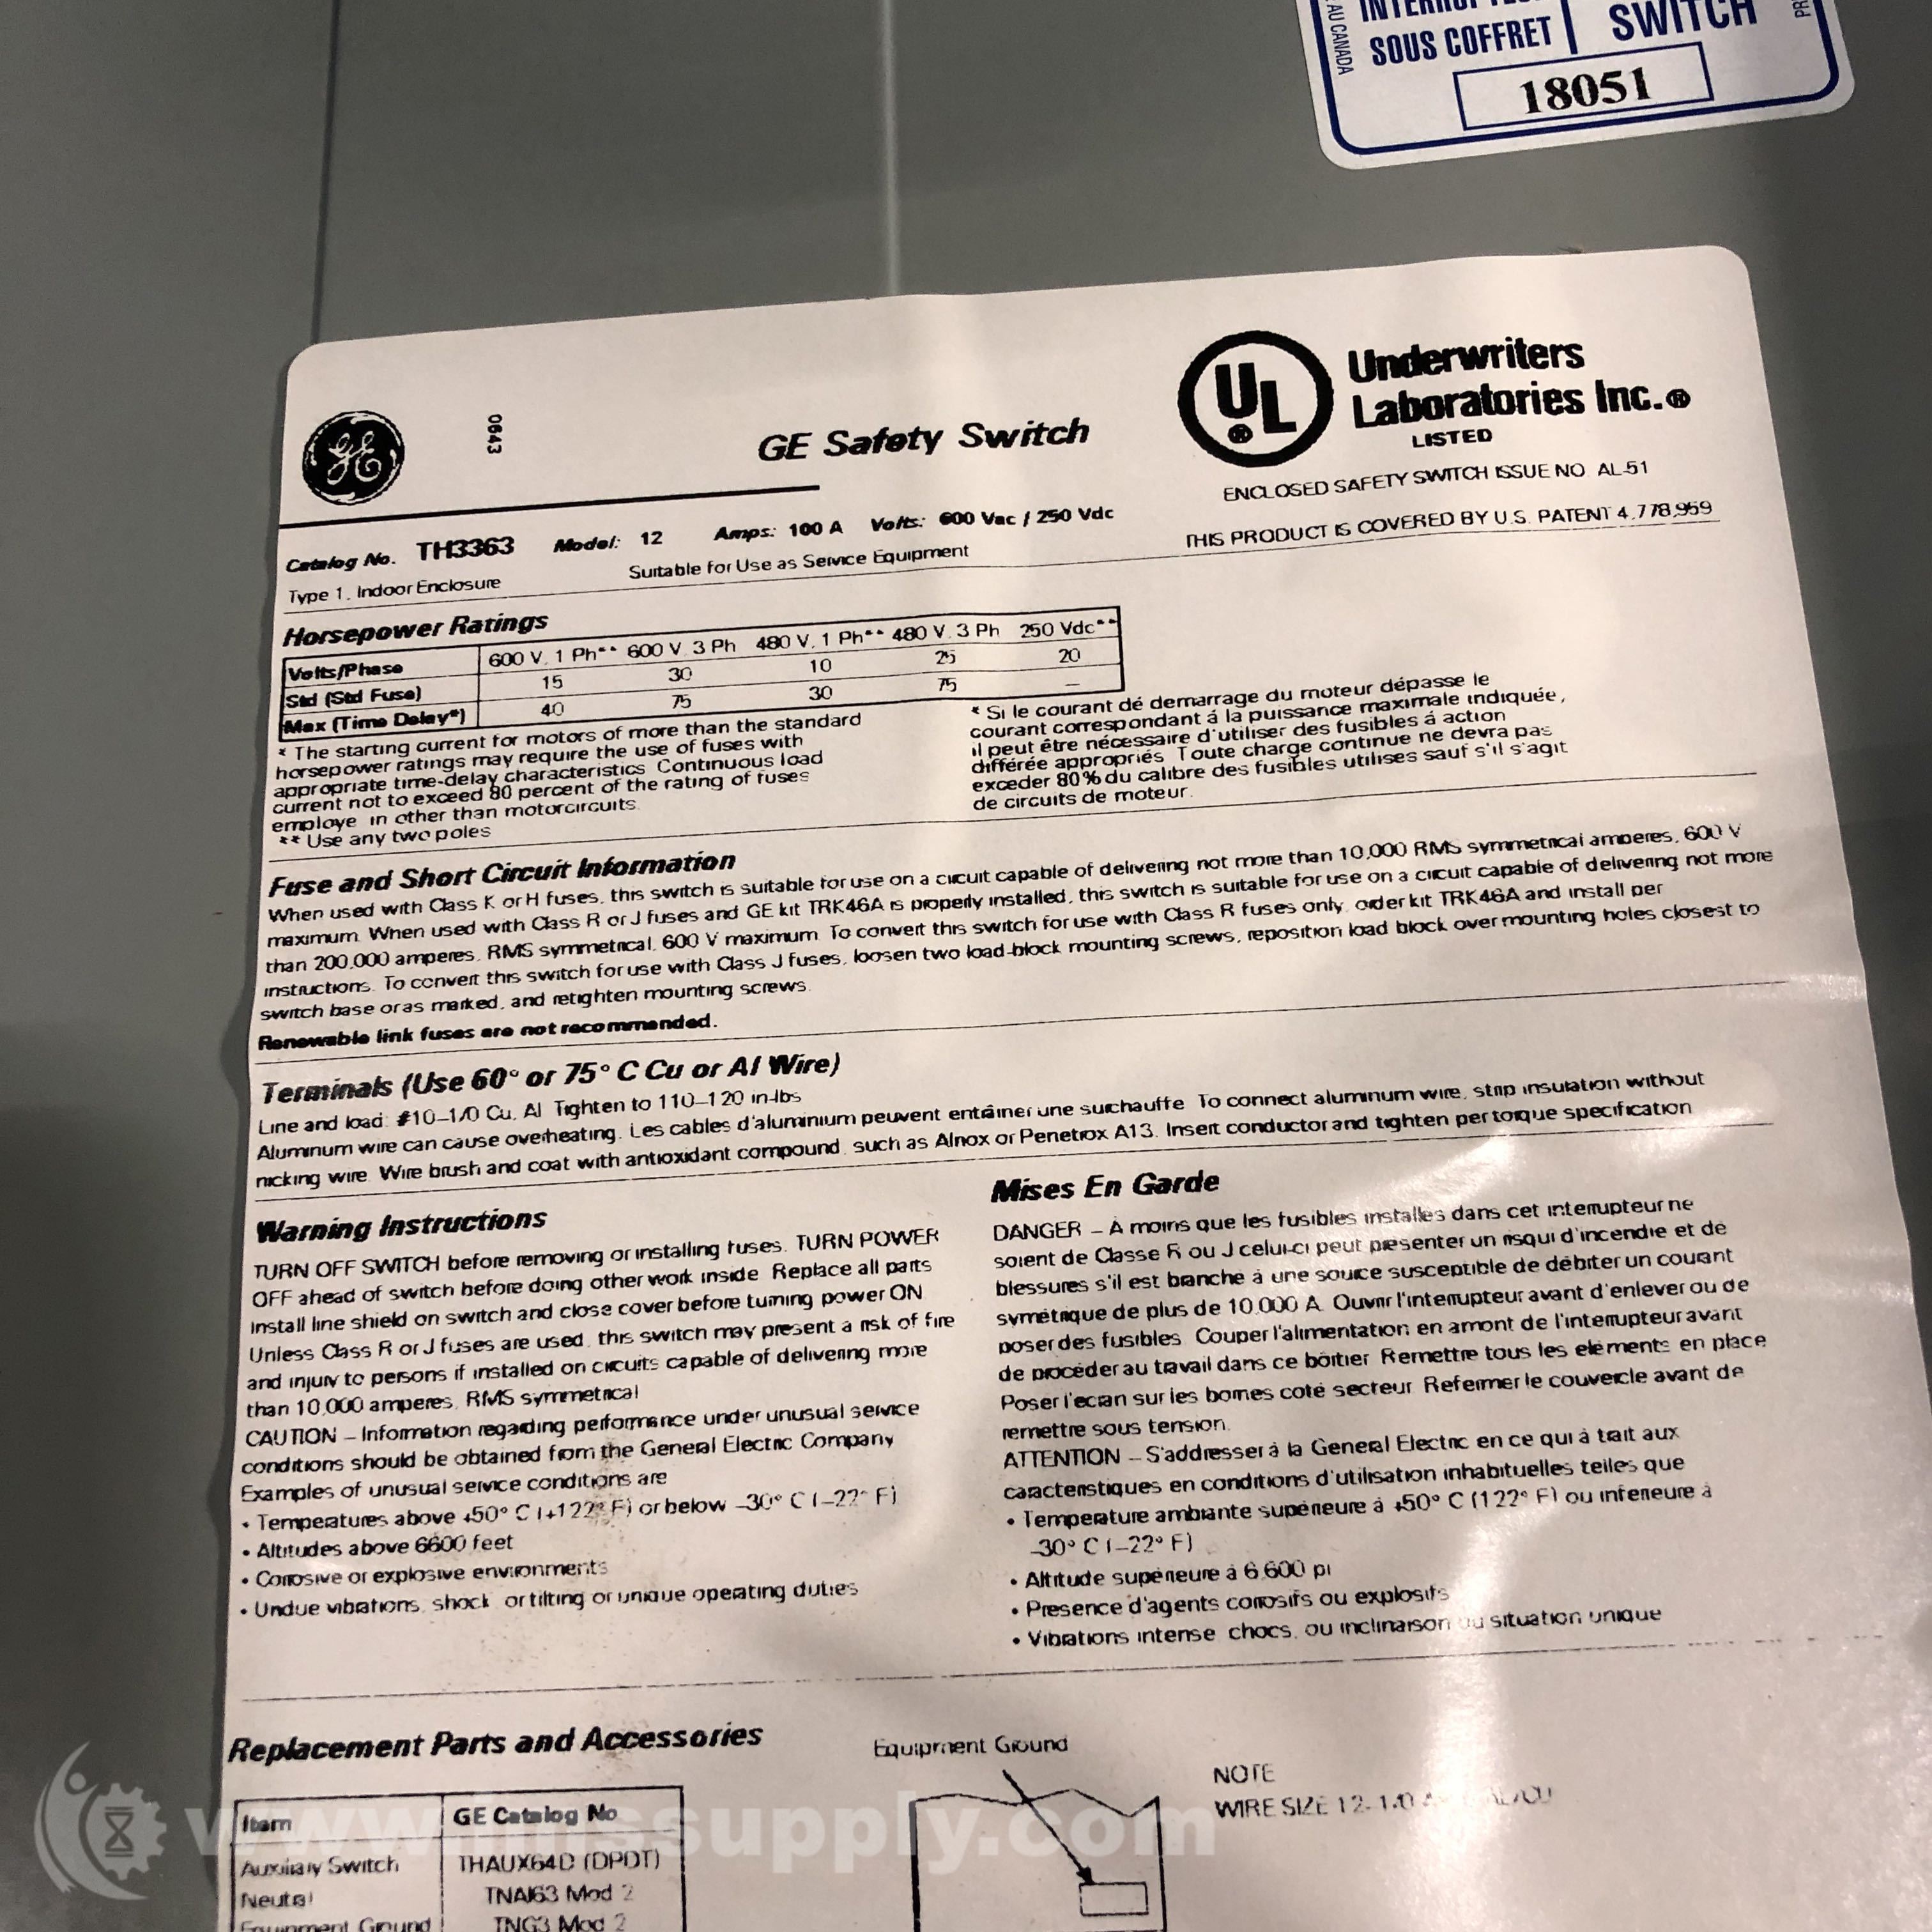 AU CANADA
SOUS COFFRET
SWITCH
PR
18051
GE
0643
GE Safety Switch
UL
Underwriters
Laboratories Inc.®
LISTED
ENCLOSED SAFETY SWITCH ISSUE NO. AL-51
THIS PRODUCT IS COVERED BY U.S. PATENT 4,778,959
Catalog No. TH3363 Model: 12 Amps: 100 A Volts: 600 Vac / 250 Vdc
Type 1, Indoor Enclosure Suitable for Use as Service Equipment
Horsepower Ratings
Volts/Phase 600 V, 1 Ph** 600 V, 3 Ph 480 V, 1 Ph** 480 V, 3 Ph 250 Vdc**
Std (Std Fuse) 15 30 10 25 20
Max (Time Delay*) 40 75 30 75 —
* The starting current for motors of more than the standard
horsepower ratings may require the use of fuses with
appropriate time-delay characteristics. Continuous load
current not to exceed 80 percent of the rating of fuses
employe in other than motorcircuits.
** Use any two poles
* Si le courant dé demarrage du moteur dépasse le
courant correspondant á la puissance maximale indiquée,
il peut être nécessaire d'utiliser des fusibles á action
différée appropriés. Toute charge continue ne devra pas
exceder 80% du calibre des fusibles utilises sauf s'il s'agit
de circuits de moteur.
Fuse and Short Circuit Information
When used with Class K or H fuses, this switch is suitable for use on a circuit capable of delivering not more than 10,000 RMS symmetrical amperes, 600 V
maximum. When used with Class R or J fuses and GE kit TRK46A is properly installed, this switch is suitable for use on a circuit capable of delivering not more
than 200,000 amperes, RMS symmetrical, 600 V maximum. To convert this switch for use with Class R fuses only, order kit TRK46A and install per
instructions. To convert this switch for use with Class J fuses, loosen two load-block mounting screws, reposition load block over mounting holes closest to
switch base or as marked, and retighten mounting screws.
Renewable link fuses are not recommended.
Terminals (Use 60° or 75° C Cu or Al Wire)
Line and load: #10–1/0 Cu, Al Tighten to 110–120 in-lbs
Aluminum wire can cause overheating. Les cables d'aluminium peuvent entrâiner une surchauffe. To connect aluminum wire, strip insulation without
nicking wire. Wire brush and coat with antioxidant compound, such as Alnox or Penetrox A13. Insert conductor and tighten per torque specification
Warning Instructions
TURN OFF SWITCH before removing or installing fuses. TURN POWER
OFF ahead of switch before doing other work inside. Replace all parts
Install line shield on switch and close cover before turning power ON.
Unless Class R or J fuses are used, this switch may present a risk of fire
and injury to persons if installed on circuits capable of delivering more
than 10,000 amperes, RMS symmetrical
CAUTION – Information regarding performance under unusual service
conditions should be obtained from the General Electric Company
Examples of unusual service conditions are
• Temperatures above +50° C (+122° F) or below –30° C (–22° F)
• Altitudes above 6600 feet
• Corrosive or explosive environments
• Undue vibrations, shock, or tilting or unique operating duties
Mises En Garde
DANGER – À moins que les fusibles installés dans cet interrupteur ne
soient de Classe R ou J celui-ci peut présenter un risqui d'incendie et de
blessures s'il est branche à une source susceptible de débiter un courant
symétrique de plus de 10,000 A. Ouvrir l'interrupteur avant d'enlever ou de
poser des fusibles. Couper l'alimentation en amont de l'interrupteur avant
de procéder au travail dans ce bôitier. Remettre tous les eléments en place
Poser l'ecran sur les bornes coté secteur. Refermer le couvercle avant de
remettre sous tension.
ATTENTION – S'addresser à la General Electric en ce qui à trait aux
caracteristiques en conditions d'utilisation inhabituelles telles que
• Temperature ambiante supérieure à +50° C (122° F) ou inferieure à
–30° C (–22° F)
• Altitude supérieure à 6,600 pi
• Presence d'agents corrosifs ou explosifs
• Vibrations intense, chocs, ou inclinaison ou situation unique
Replacement Parts and Accessories
Item GE Catalog No
Auxiliary Switch THAUX64D (DPDT)
Neutral TNAI63 Mod 2
Equipment Ground TNG3 Mod 2
Equipment Ground
NOTE
WIRE SIZE 12-1/0